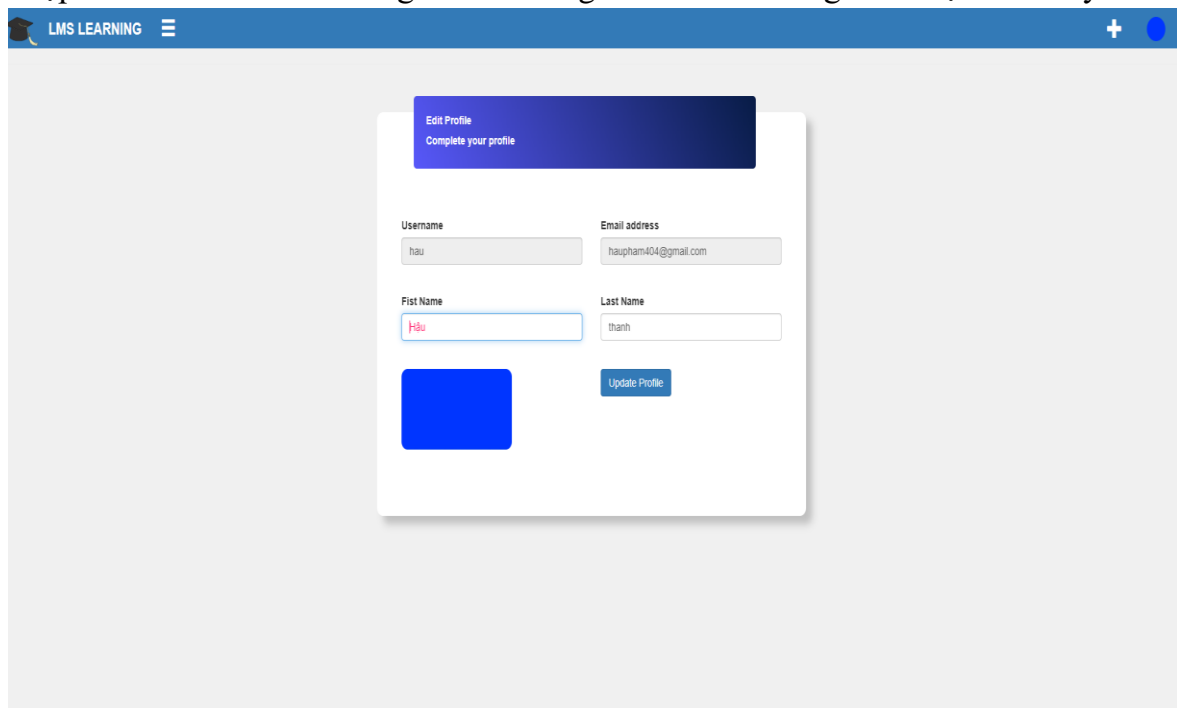 LMS LEARNING
Edit Profile
Complete your profile
Username Email address
hau haupham404@gmail.com
Fist Name Last Name
Hậu thanh
Update Profile